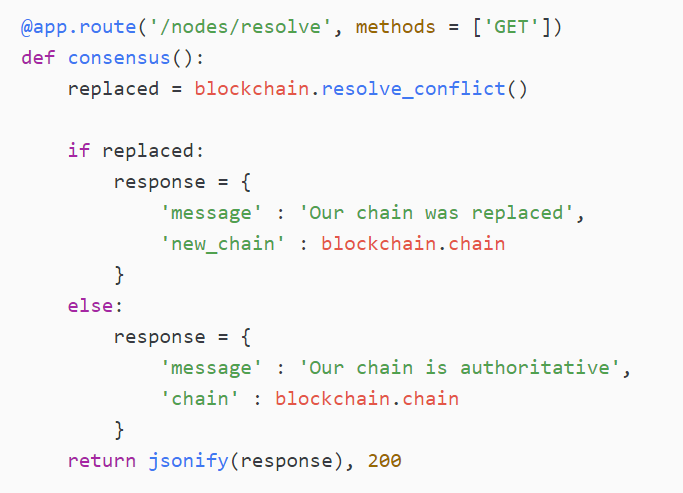 @app.route('/nodes/resolve', methods = ['GET'])
def consensus():
    replaced = blockchain.resolve_conflict()

    if replaced:
        response = {
            'message' : 'Our chain was replaced',
            'new_chain' : blockchain.chain
        }
    else:
        response = {
            'message' : 'Our chain is authoritative',
            'chain' : blockchain.chain
        }
    return jsonify(response), 200